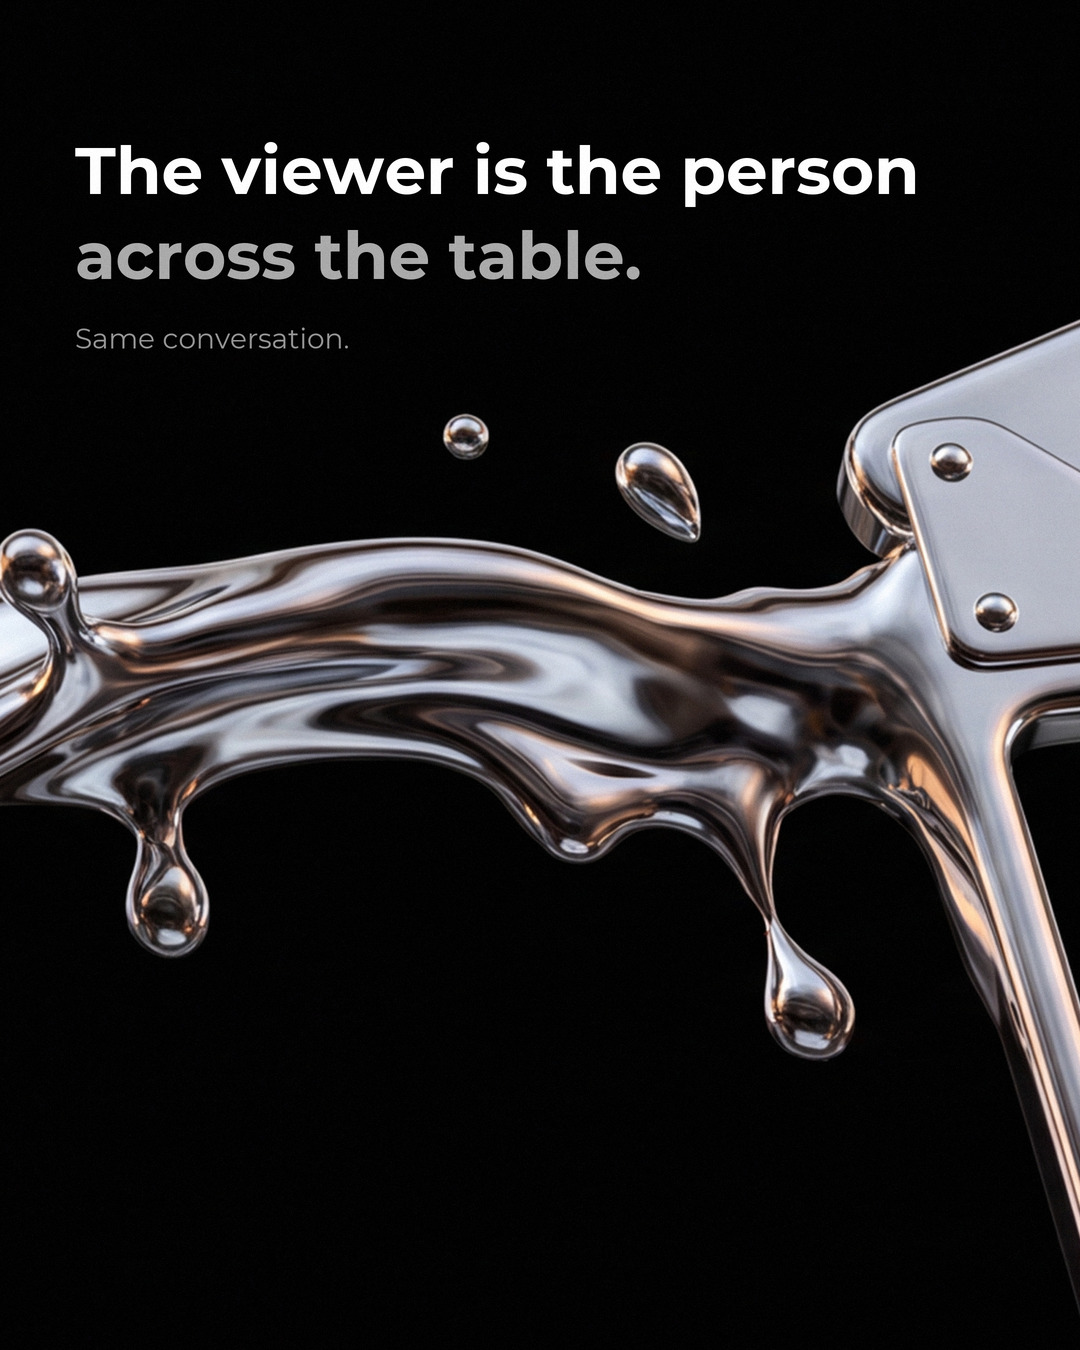 The viewer is the person
across the table.
Same conversation.